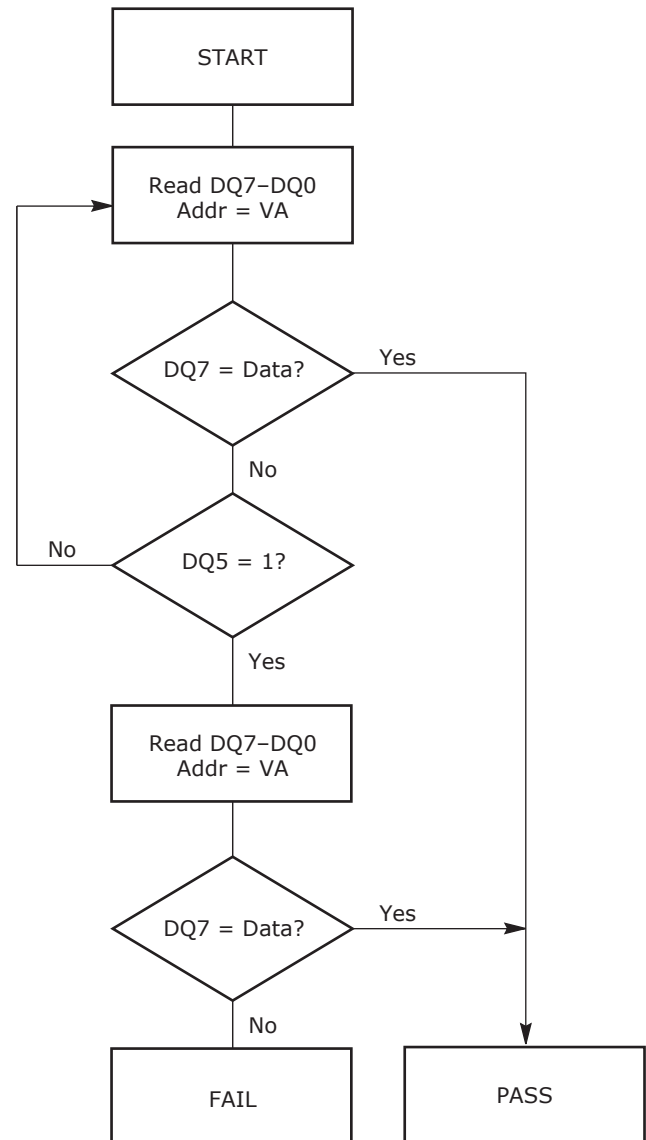 START
Read DQ7–DQ0
Addr = VA
DQ7 = Data?
Yes
No
No
DQ5 = 1?
Yes
Read DQ7–DQ0
Addr = VA
DQ7 = Data?
Yes
No
FAIL
PASS